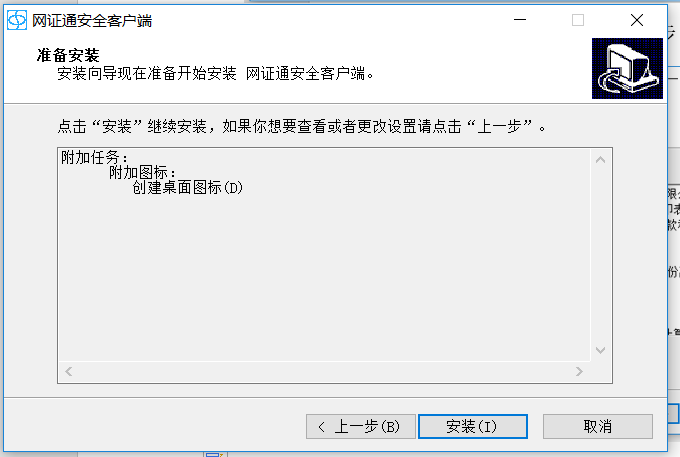 网证通安全客户端
准备安装
安装向导现在准备开始安装 网证通安全客户端。
点击“安装”继续安装，如果你想要查看或者更改设置请点击“上一步”。
附加任务：
附加图标：
创建桌面图标(D)
< 上一步(B)
安装(I)
取消